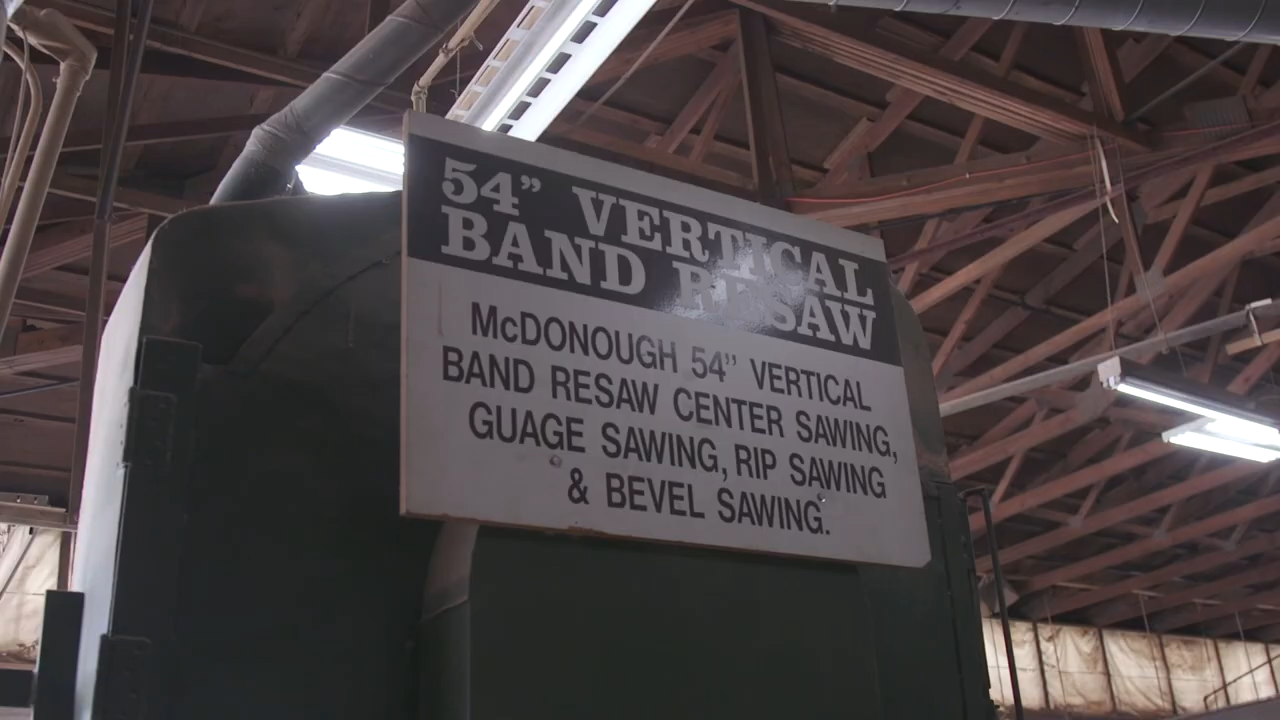 54” VERTICAL
BAND RESAW
McDONOUGH 54” VERTICAL
BAND RESAW CENTER SAWING,
GUAGE SAWING, RIP SAWING
& BEVEL SAWING.